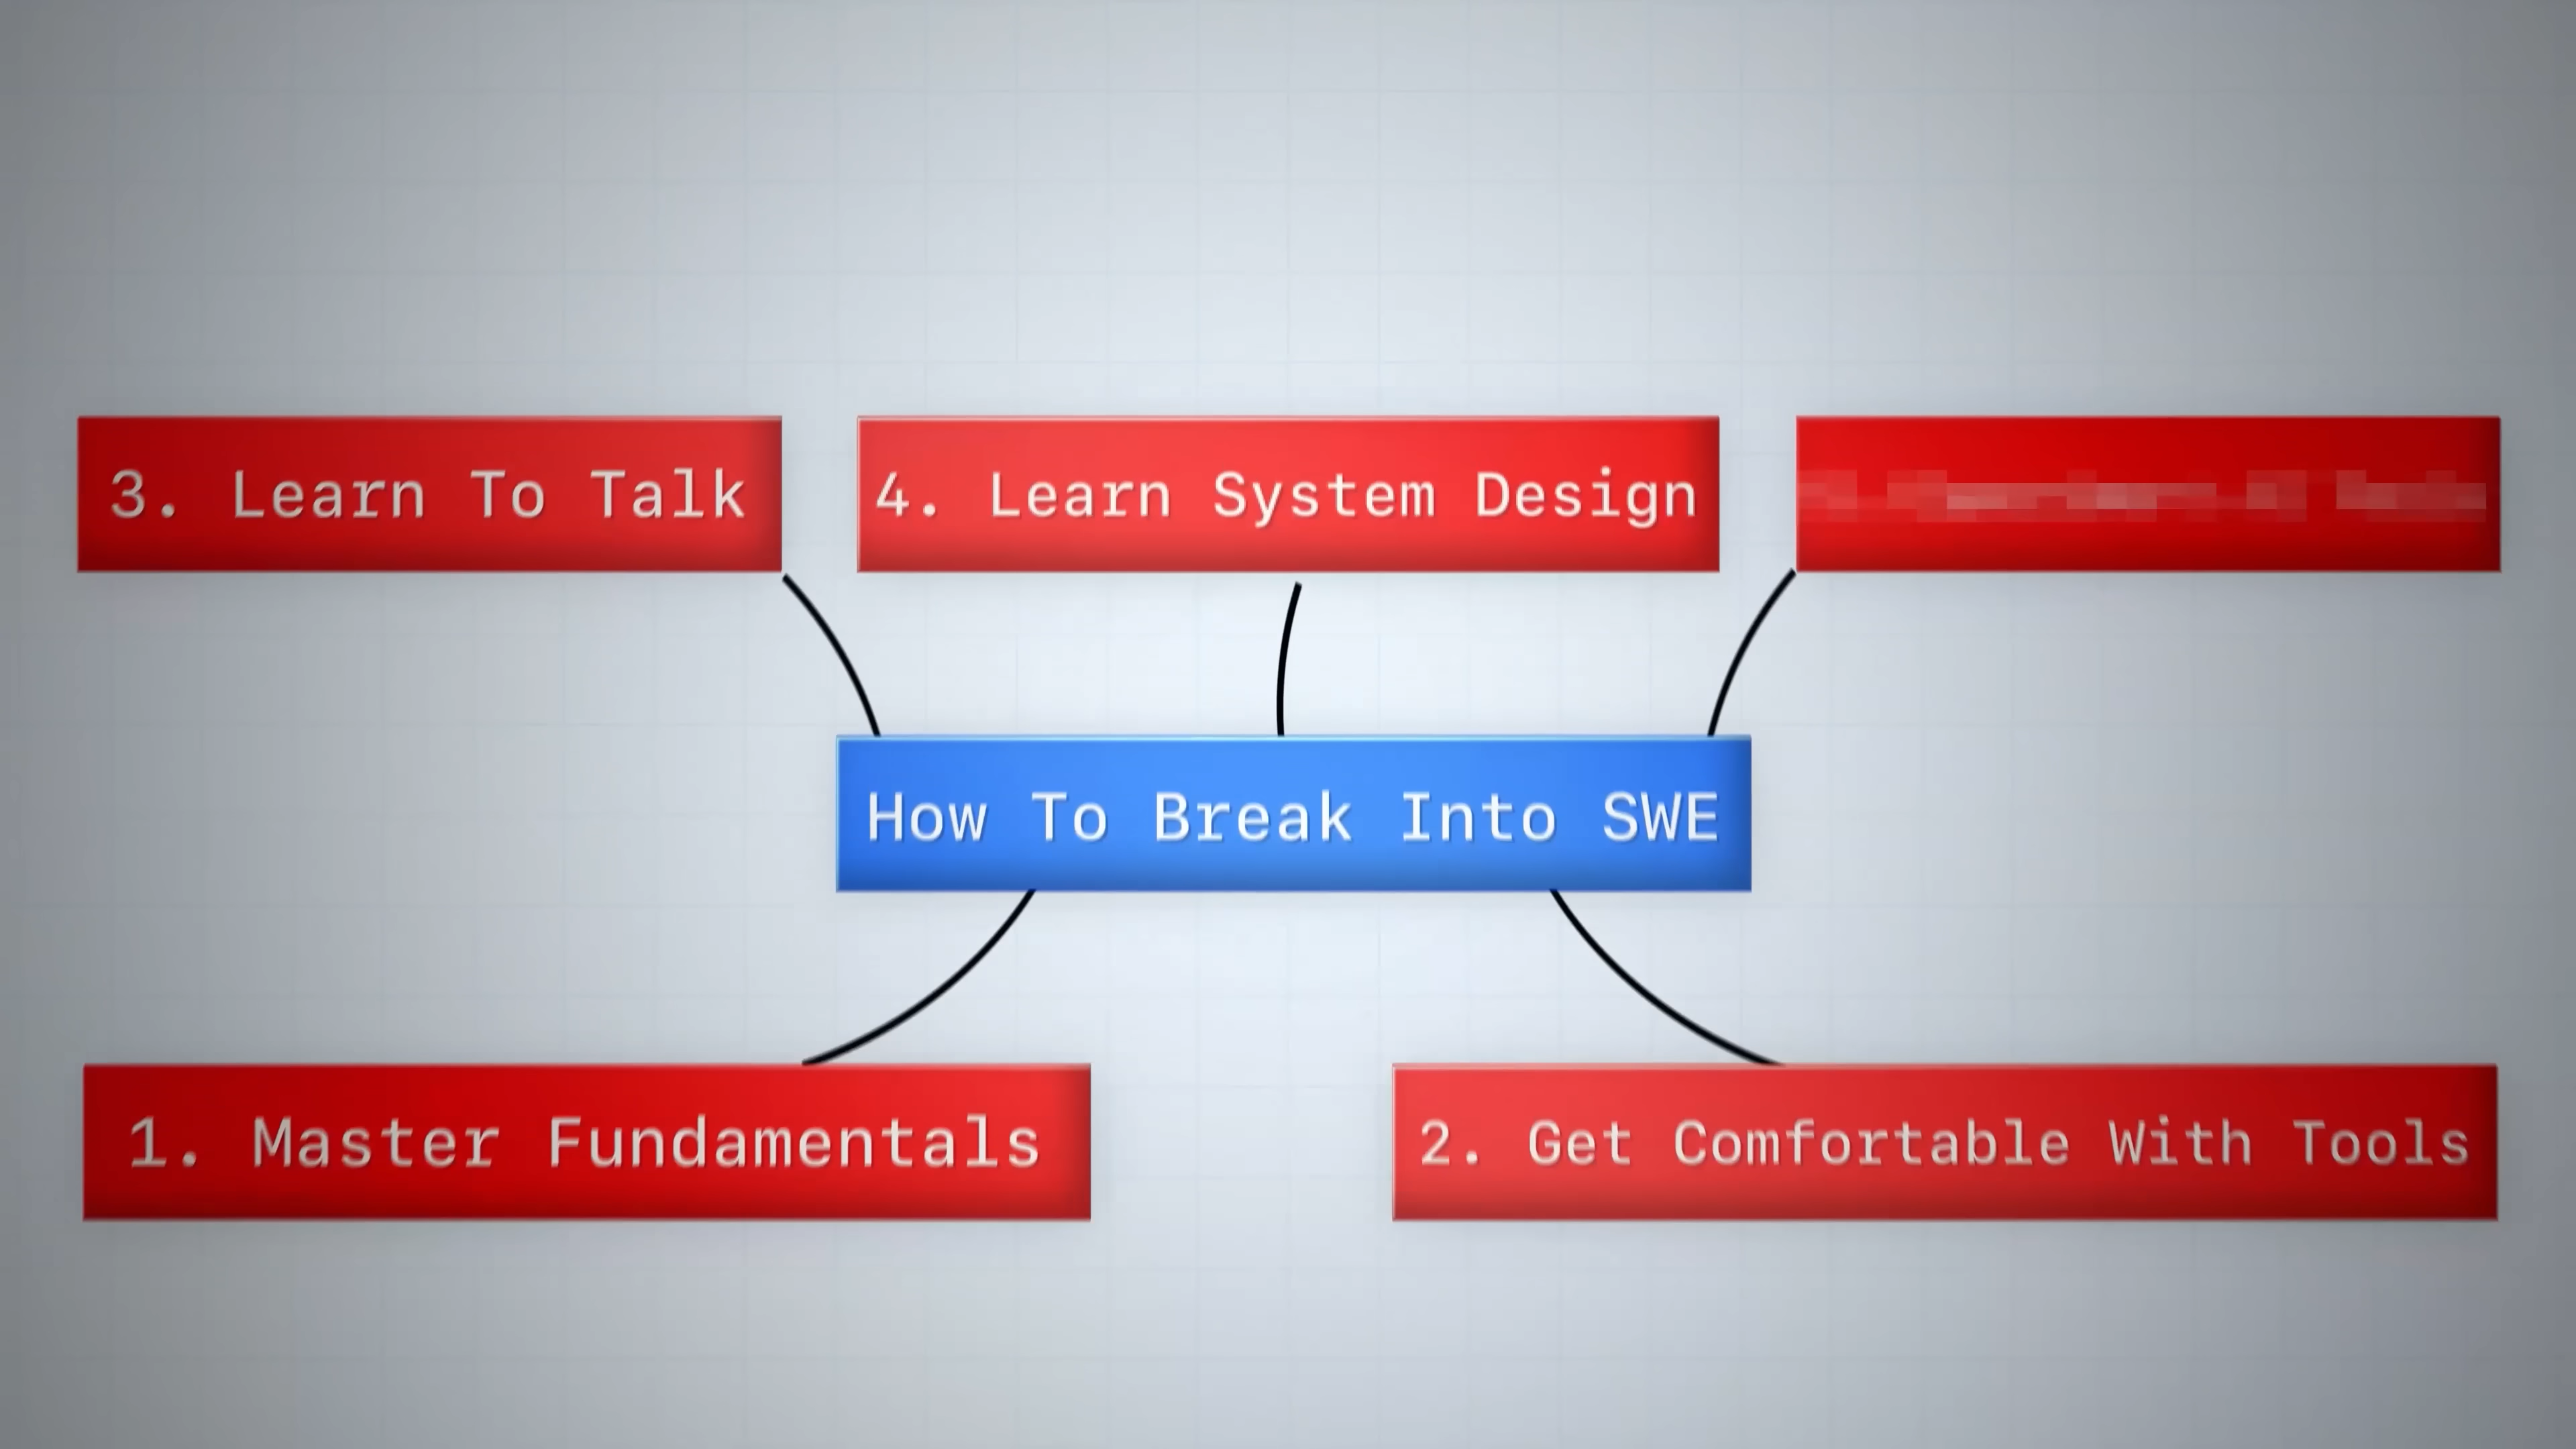 3. Learn To Talk
4. Learn System Design
How To Break Into SWE
1. Master Fundamentals
2. Get Comfortable With Tools